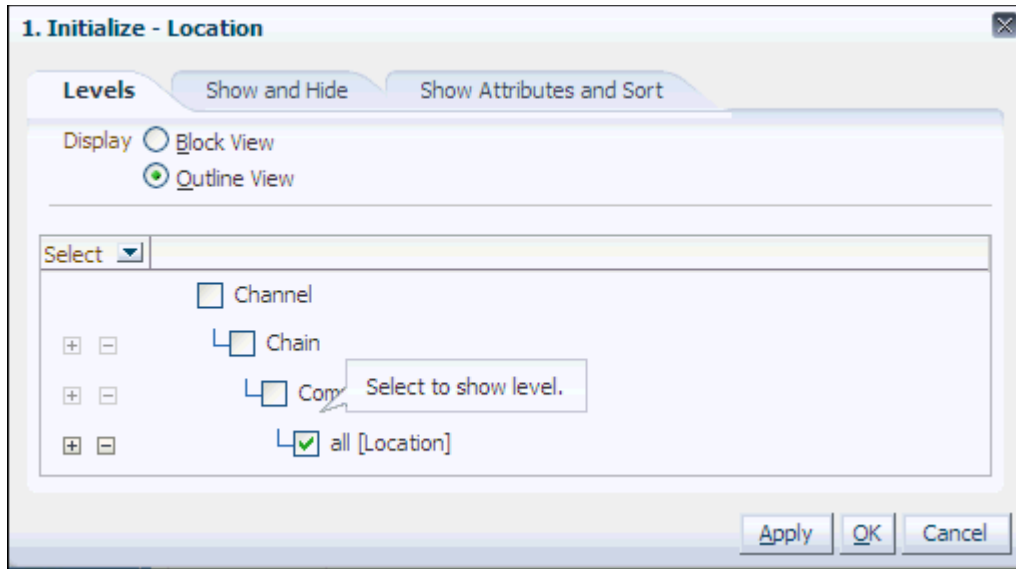 1. Initialize - Location
Levels Show and Hide Show Attributes and Sort
Display Block View
Outline View
Select
Channel
Chain
Select to show level.
all [Location]
Apply OK Cancel